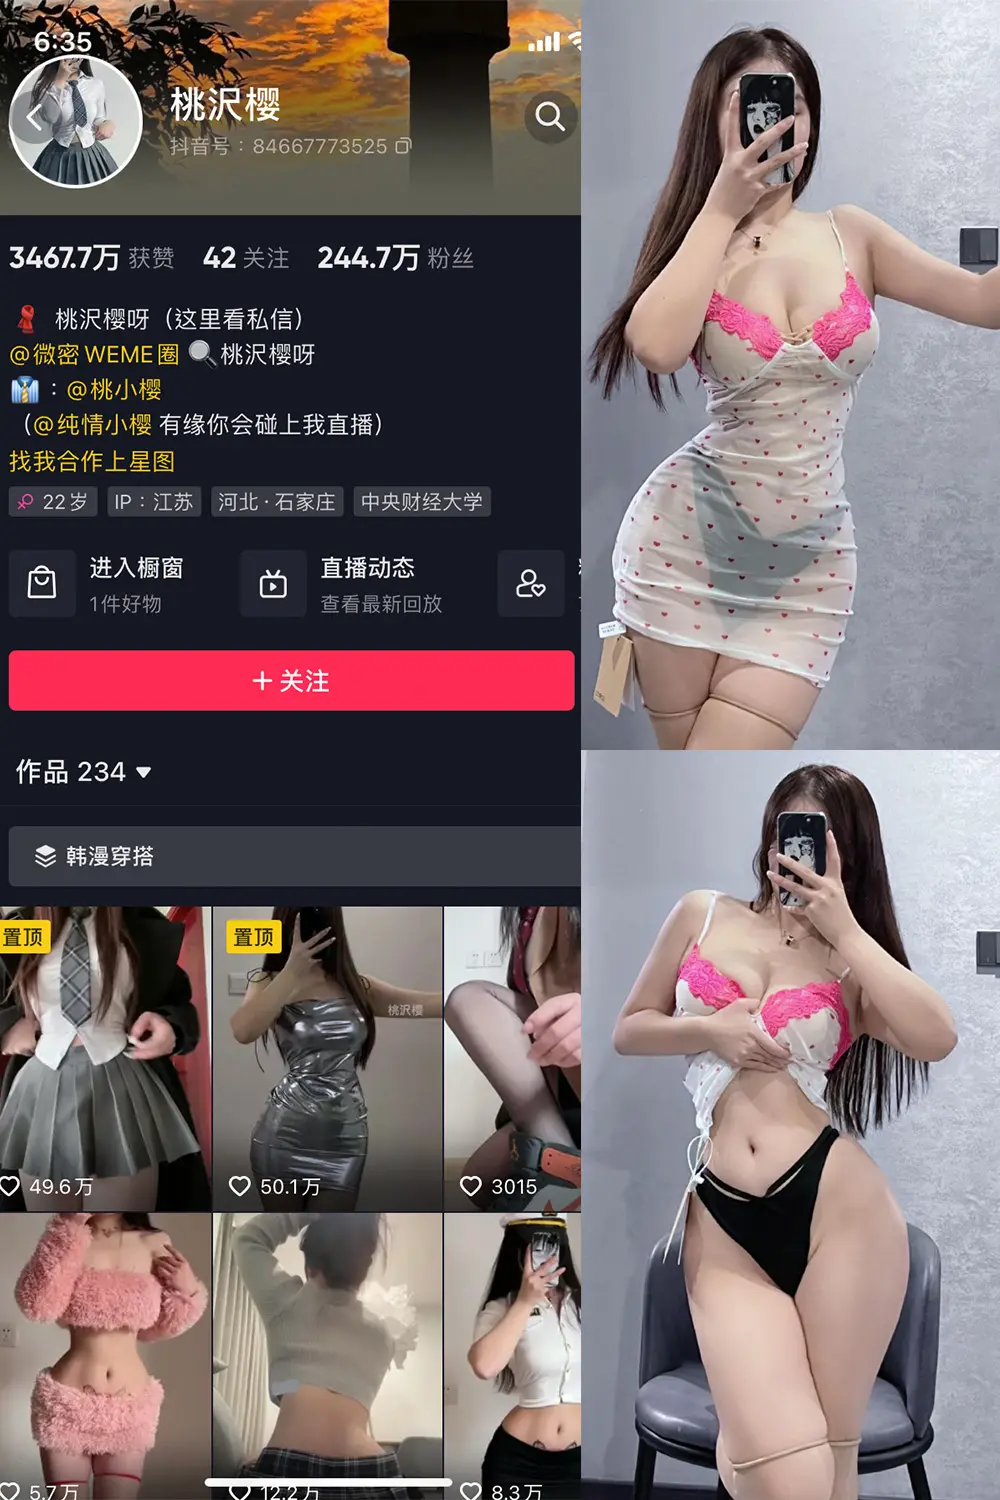 6:35
桃沢樱
抖音号：84667773525
3467.7万 获赞 42 关注 244.7万 粉丝
桃沢樱呀（这里看私信）
@微密WEME圈 🔍桃沢樱呀
👔：@桃小樱
（@纯情小樱 有缘你会碰上我直播）
找我合作上星图
22岁 IP：江苏 河北·石家庄 中央财经大学
进入橱窗 直播动态
1件好物 查看最新回放
+ 关注
作品 234
韩漫穿搭
置顶 置顶
桃沢樱
49.6万 50.1万 3015
5.7万 12.2万 8.3万